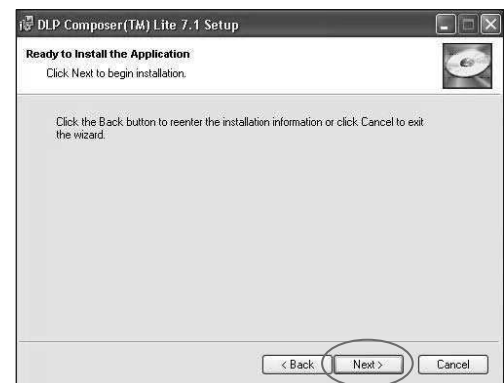 DLP Composer(TM) Lite 7.1 Setup
Ready to Install the Application
Click Next to begin installation.
Click the Back button to reenter the installation information or click Cancel to exit
the wizard.
< Back
Next >
Cancel